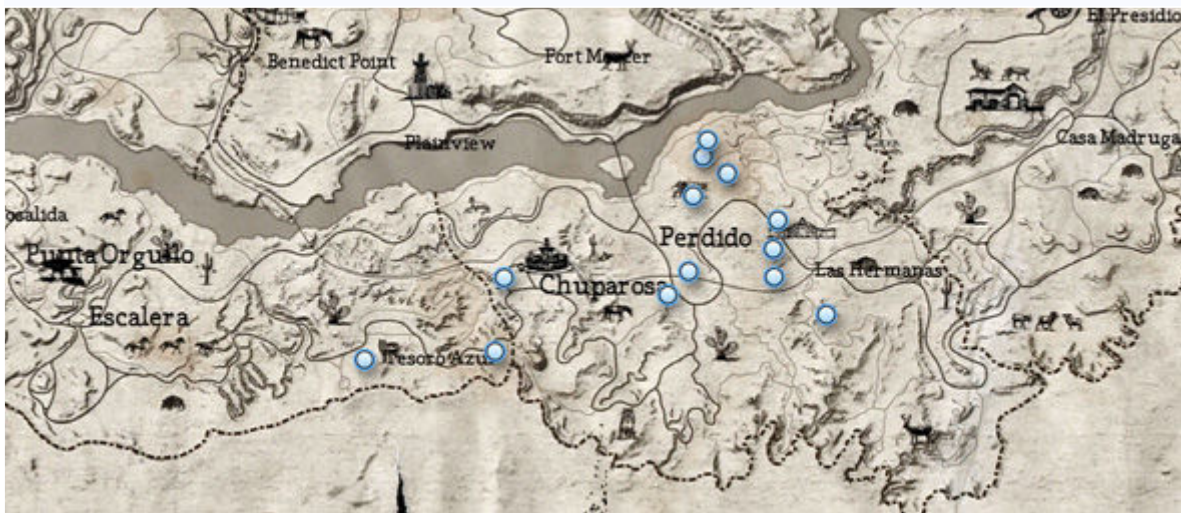 El Presidio
Benedict Point
Fort Mercer
Plainview
Casa Madruga
osalida
Perdido
Punta Orgullo
Las Hermanas
Chuparosa
Escalera
Tesoro Azul